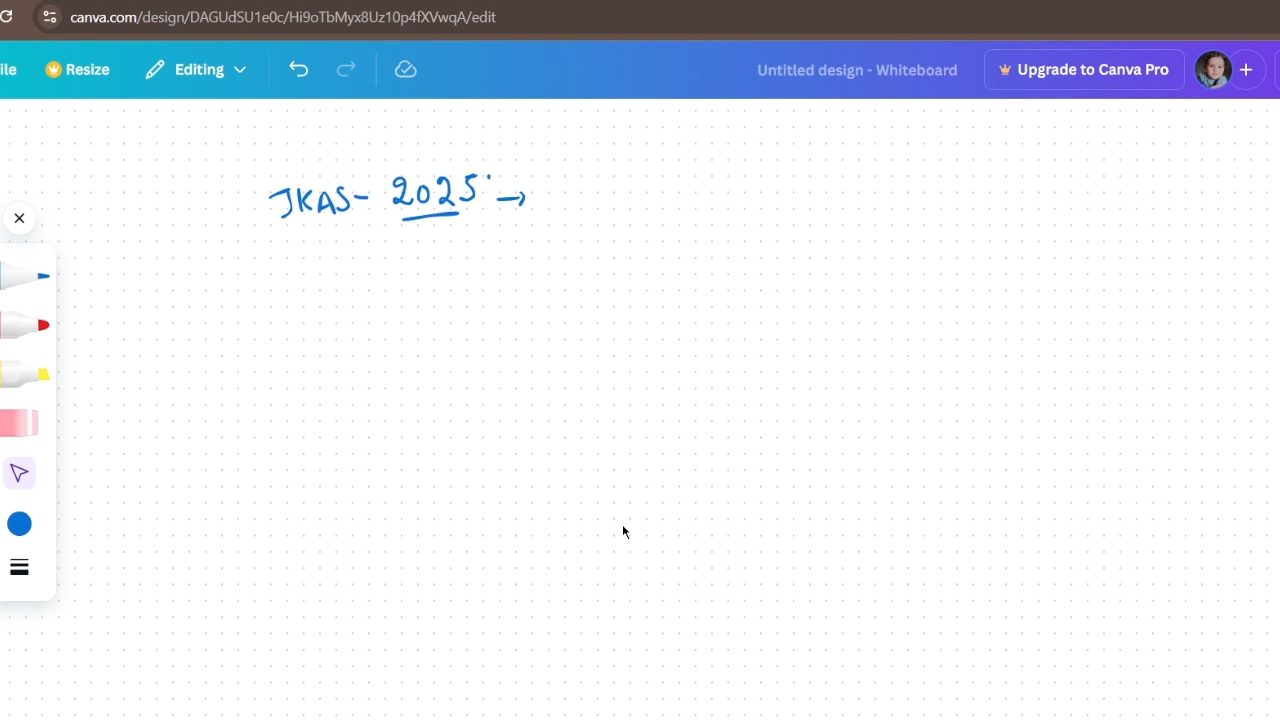 canva.com/design/DAGUdSU1e0c/Hi9oTbMyx8Uz10p4fXVwqA/edit
ile Resize Editing Untitled design - Whiteboard Upgrade to Canva Pro +
JKAS- 2025 →